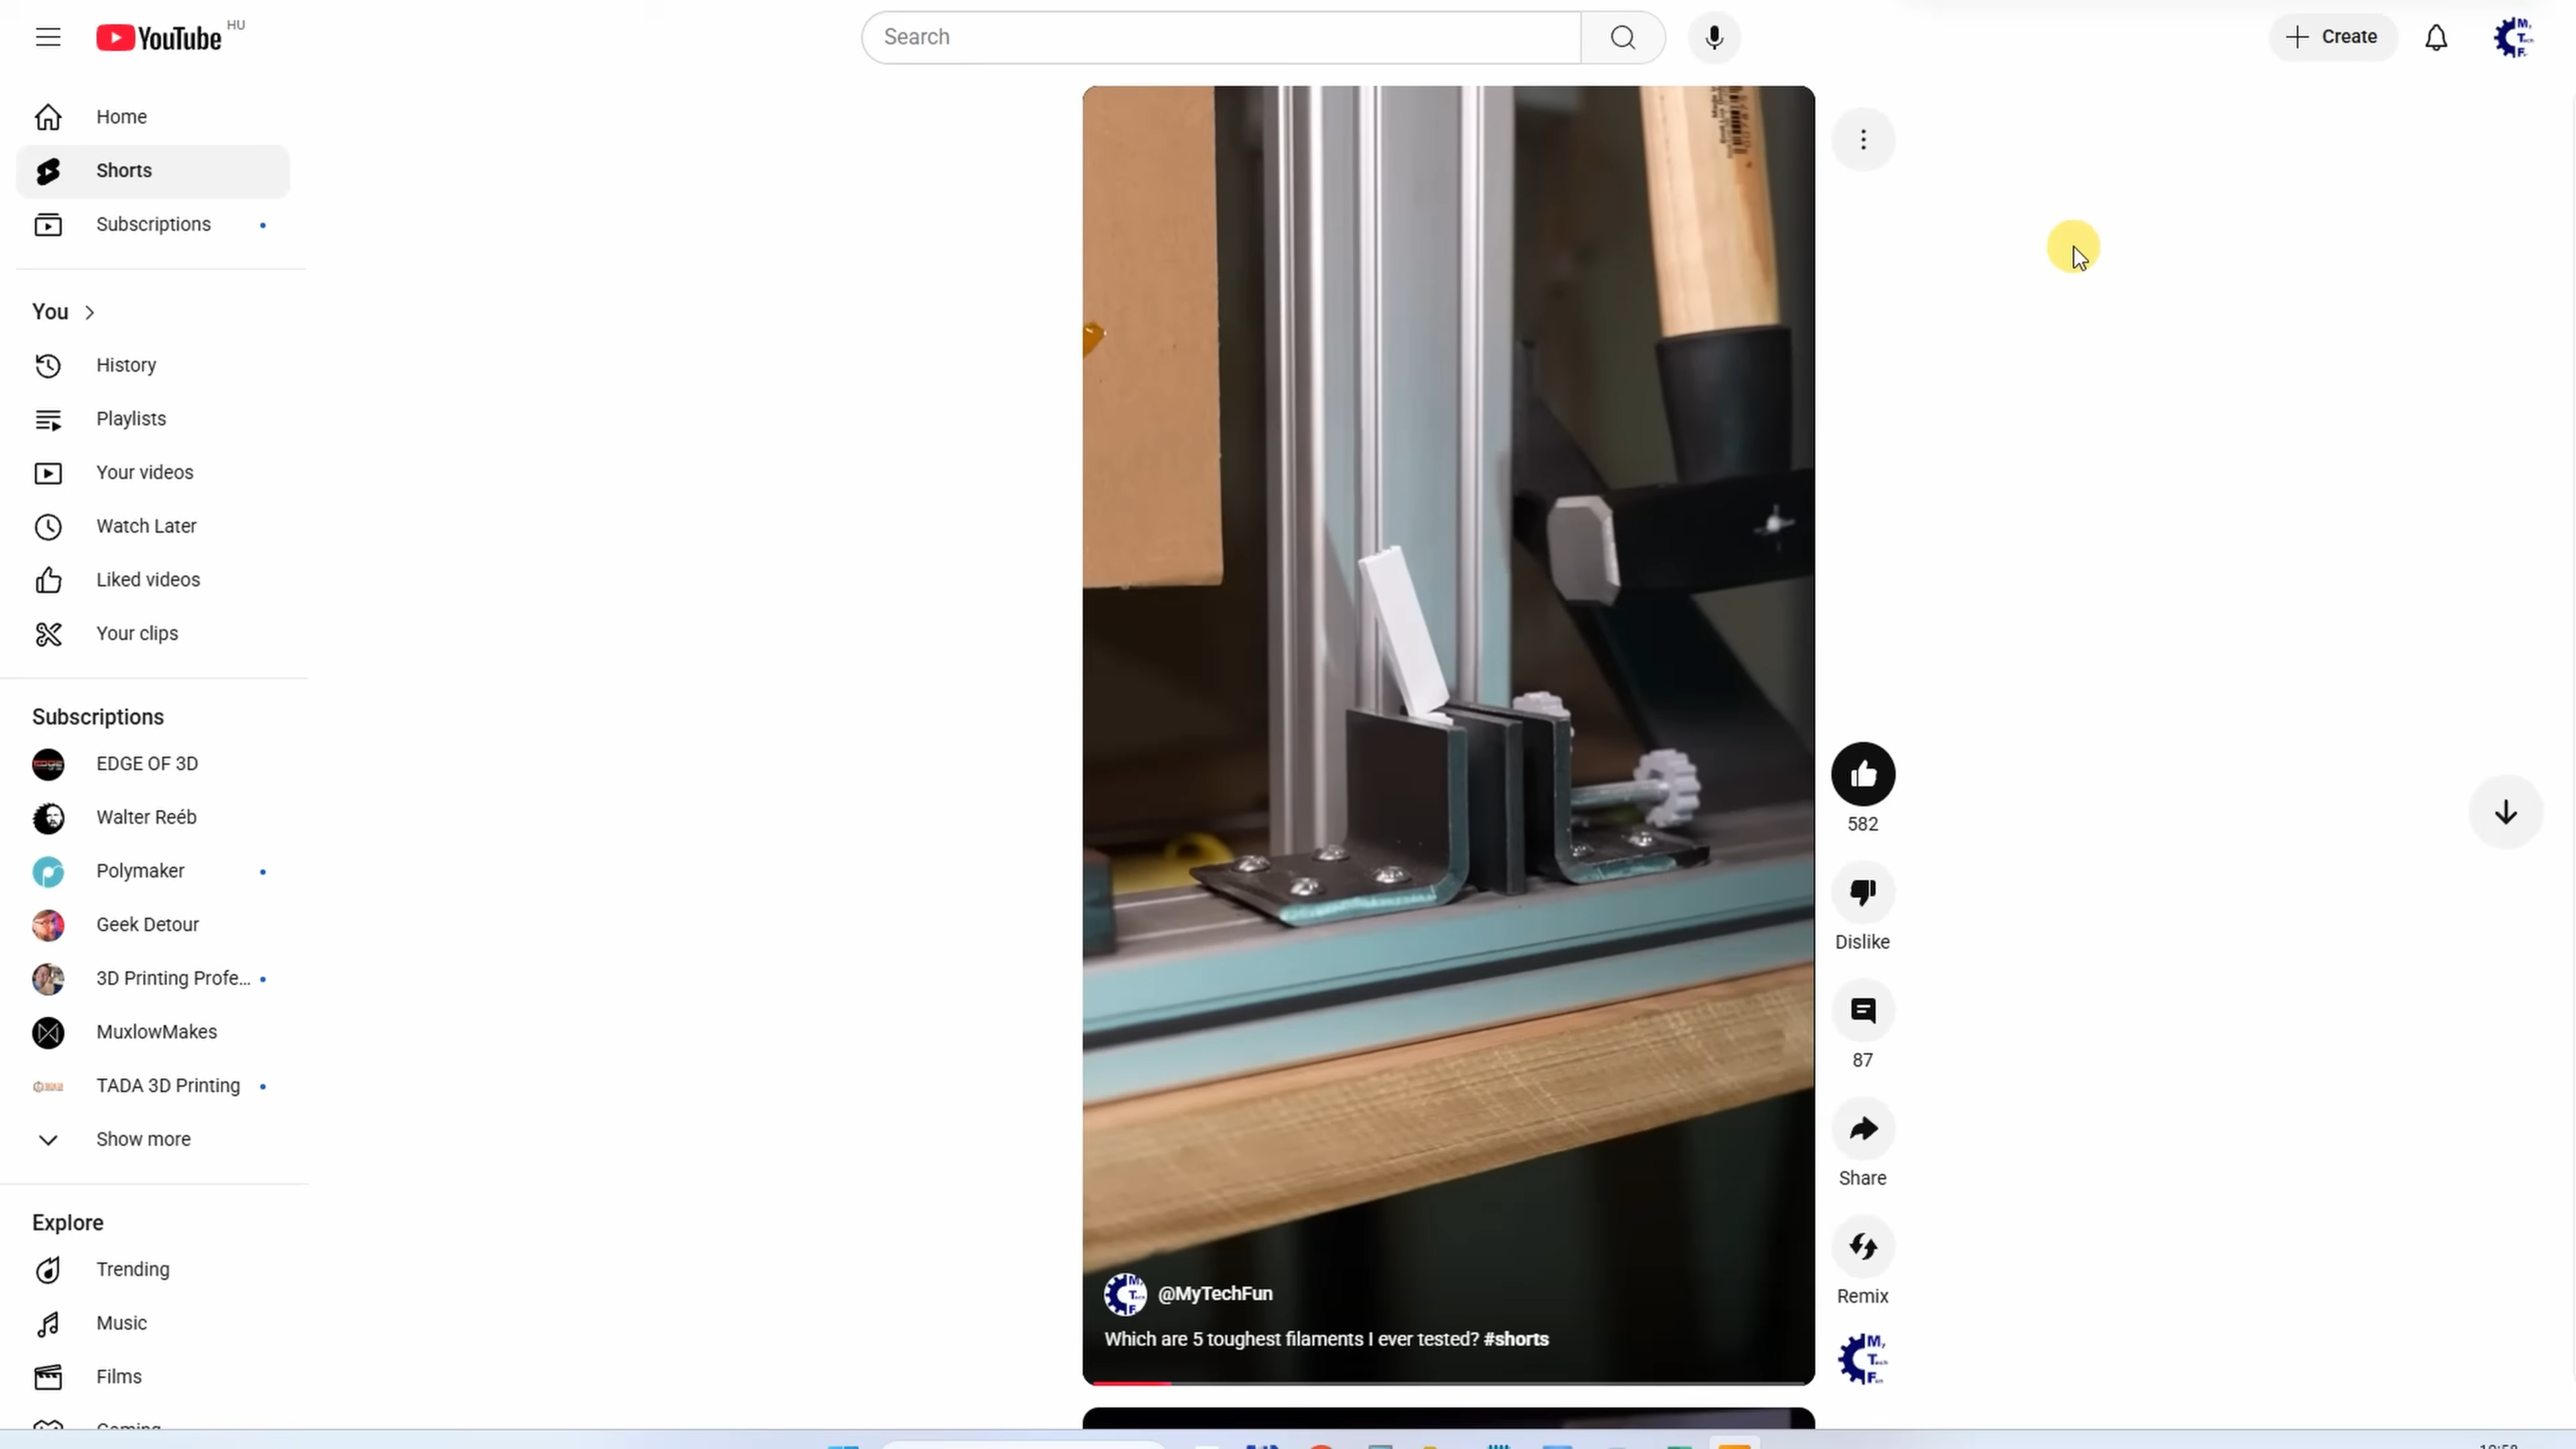 YouTube HU
Search
Create
Home
Shorts
Subscriptions
You
History
Playlists
Your videos
Watch Later
Liked videos
Your clips
Subscriptions
EDGE OF 3D
Walter Reéb
Polymaker
Geek Detour
3D Printing Profe...
MuxlowMakes
TADA 3D Printing
Show more
Explore
Trending
Music
Films
582
Dislike
87
Share
Remix
@MyTechFun
Which are 5 toughest filaments I ever tested? #shorts